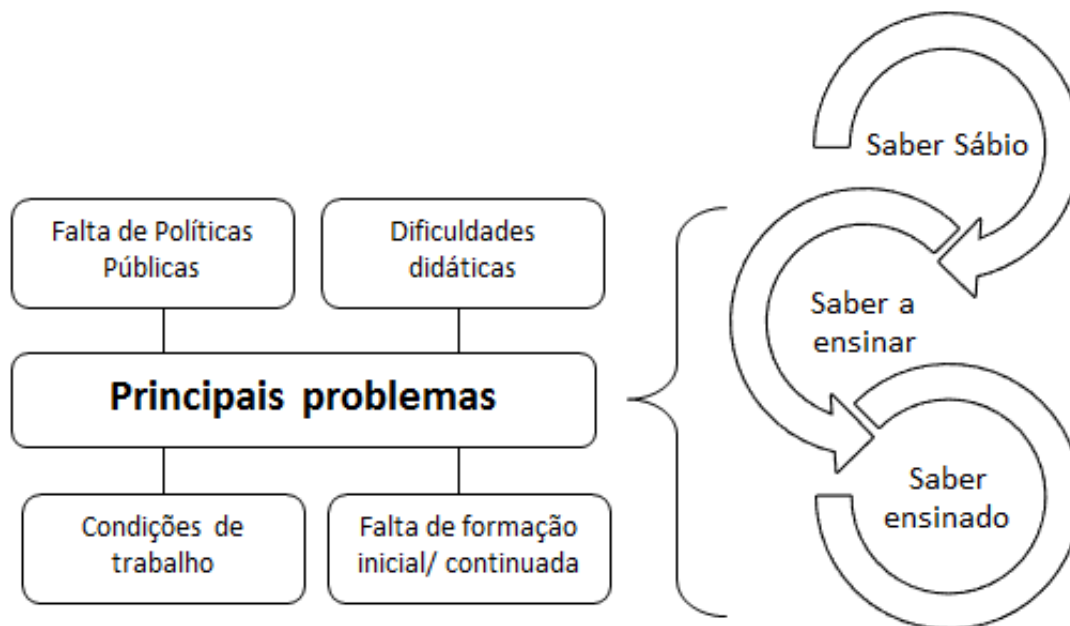 Falta de Políticas
Públicas
Dificuldades
didáticas
Principais problemas
Condições de
trabalho
Falta de formação
inicial/ continuada
Saber Sábio
Saber a
ensinar
Saber
ensinado